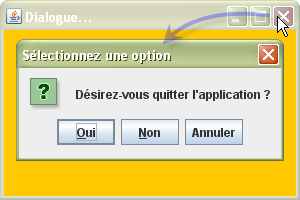 Dialogue...
Sélectionnez une option
Désirez-vous quitter l'application ?
Oui Non Annuler